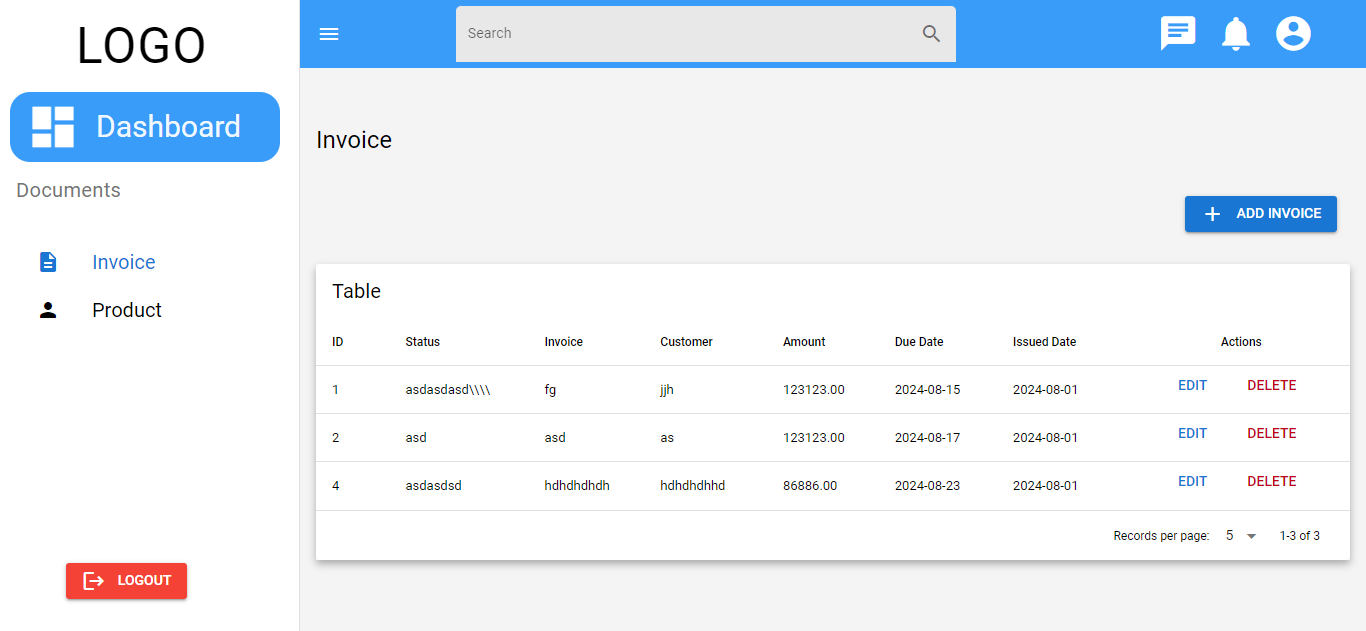 LOGO
Search
Dashboard
Documents
Invoice
Product
LOGOUT
Invoice
ADD INVOICE
Table
ID Status Invoice Customer Amount Due Date Issued Date Actions
1 asdasdasd\\\\ fg jjh 123123.00 2024-08-15 2024-08-01 EDIT DELETE
2 asd asd as 123123.00 2024-08-17 2024-08-01 EDIT DELETE
4 asdasdsd hdhdhdhdh hdhdhdhhd 86886.00 2024-08-23 2024-08-01 EDIT DELETE
Records per page: 5 1-3 of 3